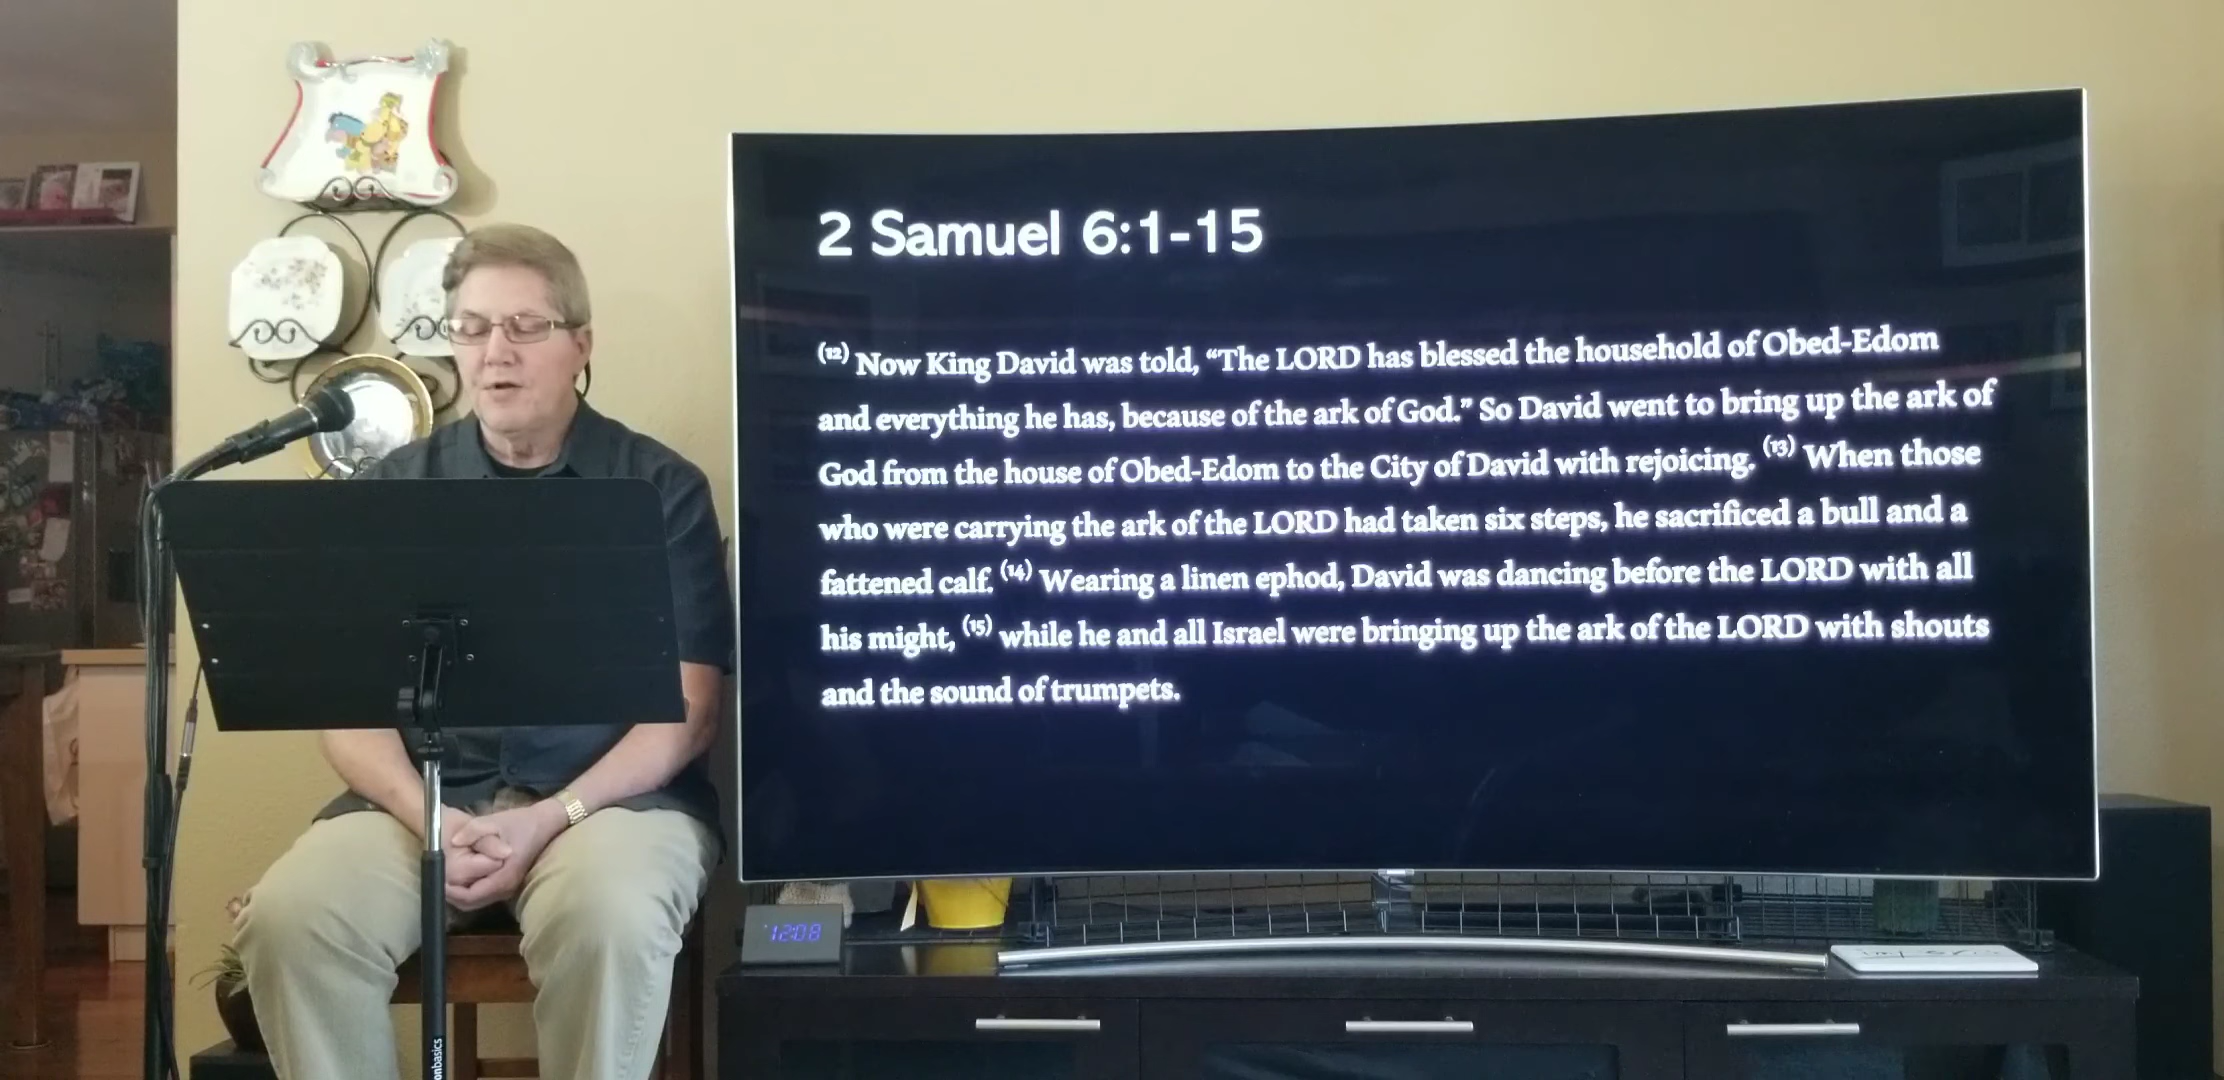 2 Samuel 6:1-15
(12) Now King David was told, “The LORD has blessed the household of Obed-Edom
and everything he has, because of the ark of God.” So David went to bring up the ark of
God from the house of Obed-Edom to the City of David with rejoicing. (13) When those
who were carrying the ark of the LORD had taken six steps, he sacrificed a bull and a
fattened calf. (14) Wearing a linen ephod, David was dancing before the LORD with all
his might, (15) while he and all Israel were bringing up the ark of the LORD with shouts
and the sound of trumpets.
12:08
onbasics